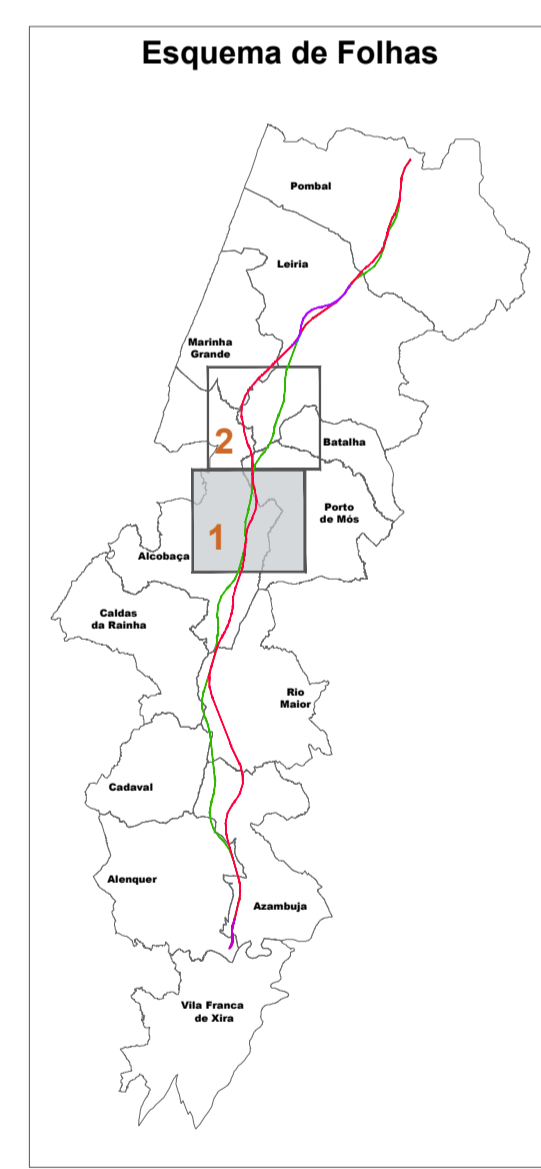 Esquema de Folhas
Pombal
Leiria
Marinha
Grande
2
Batalha
Porto
de Mós
1
Alcobaça
Caldas
da Rainha
Rio
Maior
Cadaval
Alenquer
Azambuja
Vila Franca
de Xira